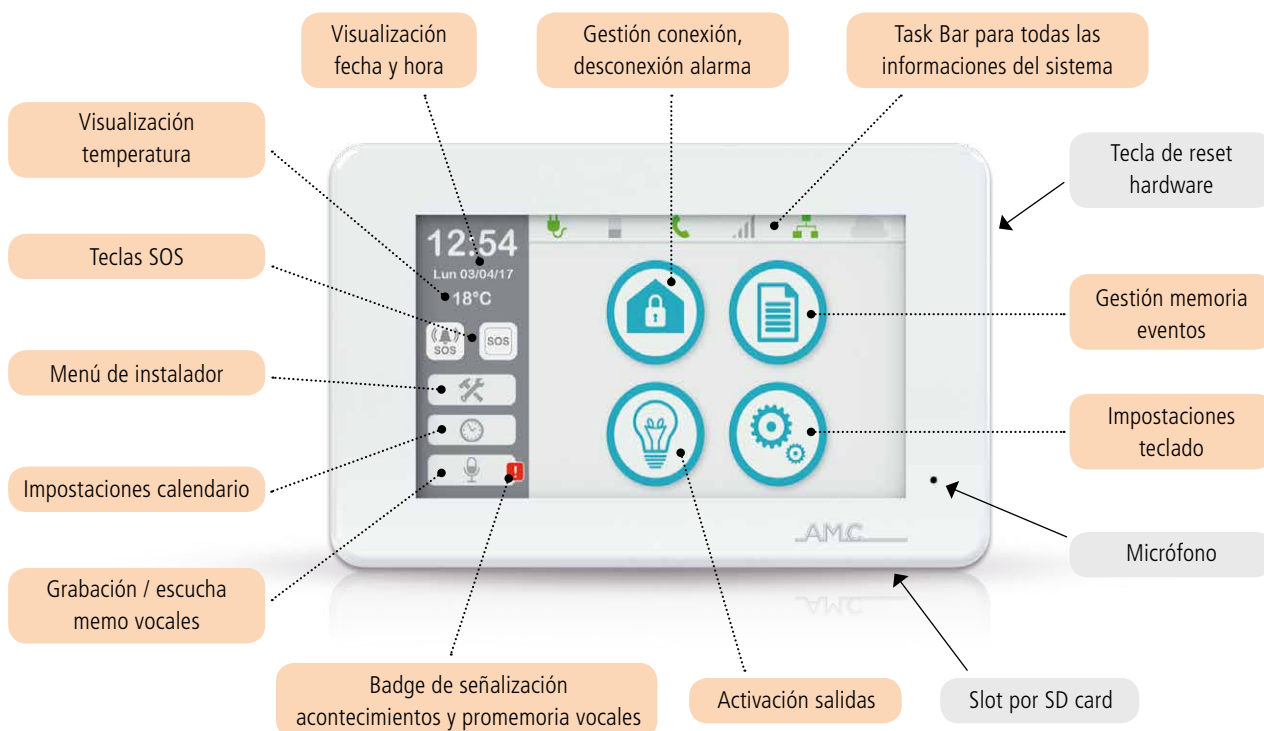 Visualización
fecha y hora
Gestión conexión,
desconexión alarma
Task Bar para todas las
informaciones del sistema
Visualización
temperatura
Tecla de reset
hardware
12:54
Lun 03/04/17
18°C
Teclas SOS
SOS
SOS
Gestión memoria
eventos
Menú de instalador
Impostaciones
teclado
Impostaciones calendario
AMC
Micrófono
Grabación / escucha
memo vocales
Badge de señalización
acontecimientos y promemoria vocales
Activación salidas
Slot por SD card